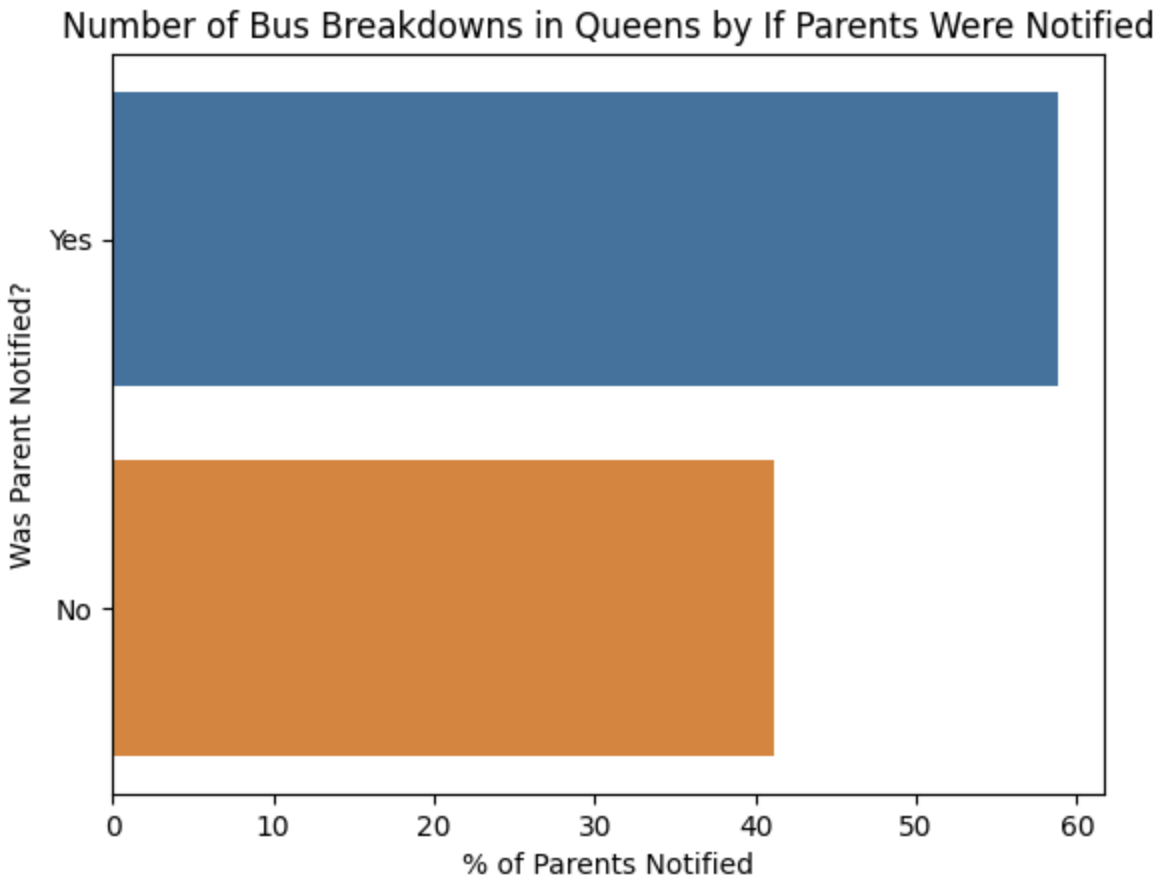 Number of Bus Breakdowns in Queens by If Parents Were Notified
Was Parent Notified?
Yes
No
0 10 20 30 40 50 60
% of Parents Notified